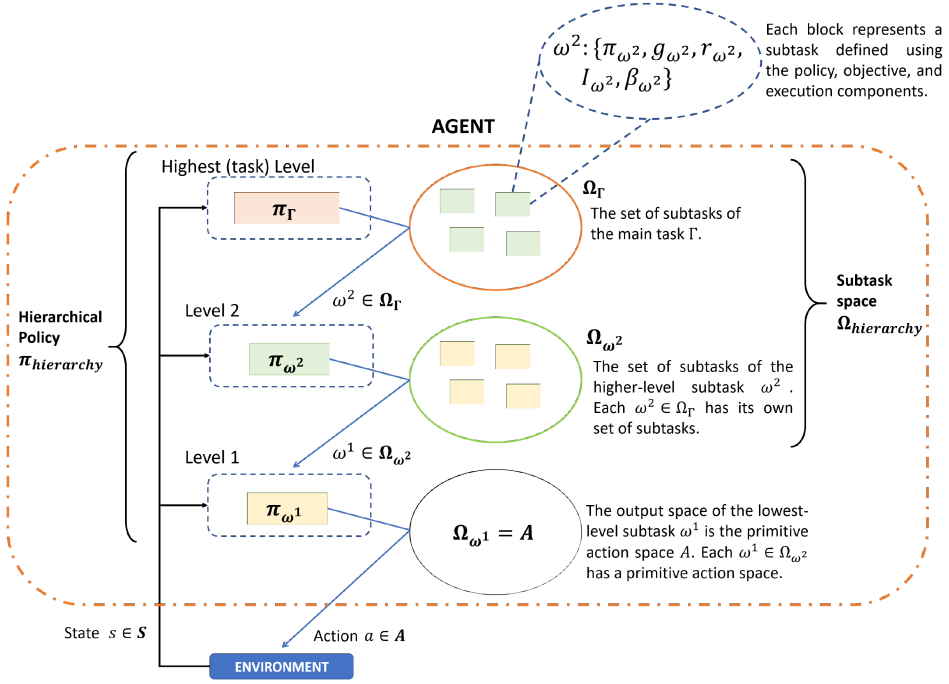 Each block represents a
subtask defined using
the policy, objective, and
execution components.
ω²: {π_ω², g_ω², r_ω²,
I_ω², β_ω²}
AGENT
Highest (task) Level
π_Γ
Ω_Γ
The set of subtasks of
the main task Γ.
ω² ∈ Ω_Γ
Level 2
Hierarchical
Policy
π_hierarchy
Subtask
space
Ω_hierarchy
π_ω²
Ω_ω²
The set of subtasks of the
higher-level subtask ω² .
Each ω² ∈ Ω_Γ has its own
set of subtasks.
ω¹ ∈ Ω_ω²
Level 1
π_ω¹
Ω_ω¹ = A
The output space of the lowest-
level subtask ω¹ is the primitive
action space A. Each ω¹ ∈ Ω_ω²
has a primitive action space.
State s ∈ S
Action a ∈ A
ENVIRONMENT